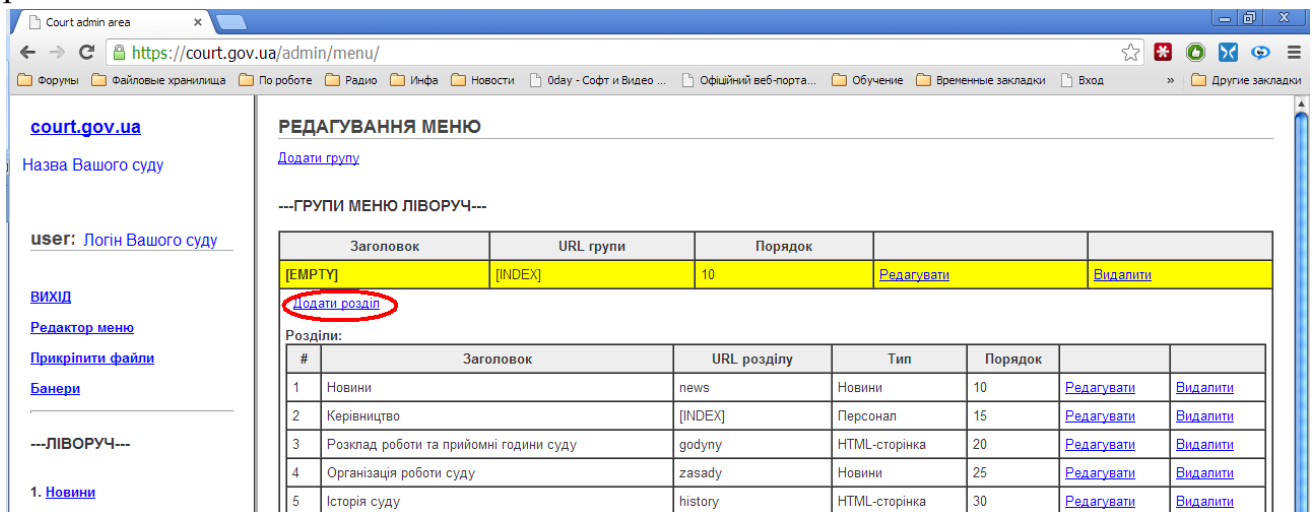 Court admin area
https://court.gov.ua/admin/menu/
Форумы Файловые хранилища По роботе Радио Инфа Новости 0day - Софт и Видео ... Офіційний веб-порта... Обучение Временные закладки Вход » Другие закладки
court.gov.ua
Назва Вашого суду
user: Логін Вашого суду
ВИХІД
Редактор меню
Прикріпити файли
Банери
---ЛІВОРУЧ---
1. Новини
РЕДАГУВАННЯ МЕНЮ
Додати групу
---ГРУПИ МЕНЮ ЛІВОРУЧ---
Заголовок URL групи Порядок
[EMPTY] [INDEX] 10 Редагувати Видалити
Додати розділ
Розділи:
# Заголовок URL розділу Тип Порядок
1 Новини news Новини 10 Редагувати Видалити
2 Керівництво [INDEX] Персонал 15 Редагувати Видалити
3 Розклад роботи та прийомні години суду godyny HTML-сторінка 20 Редагувати Видалити
4 Організація роботи суду zasady Новини 25 Редагувати Видалити
5 Історія суду history HTML-сторінка 30 Редагувати Видалити